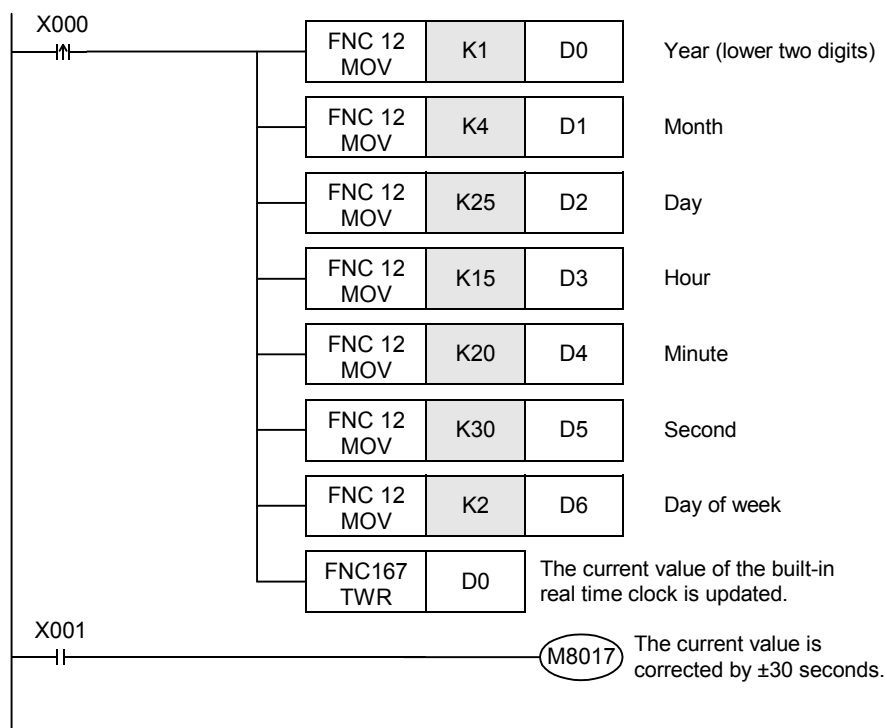 X000
FNC 12 MOV K1 D0 Year (lower two digits)
FNC 12 MOV K4 D1 Month
FNC 12 MOV K25 D2 Day
FNC 12 MOV K15 D3 Hour
FNC 12 MOV K20 D4 Minute
FNC 12 MOV K30 D5 Second
FNC 12 MOV K2 D6 Day of week
FNC167 TWR D0
The current value of the built-in
real time clock is updated.
X001
M8017
The current value is
corrected by ±30 seconds.